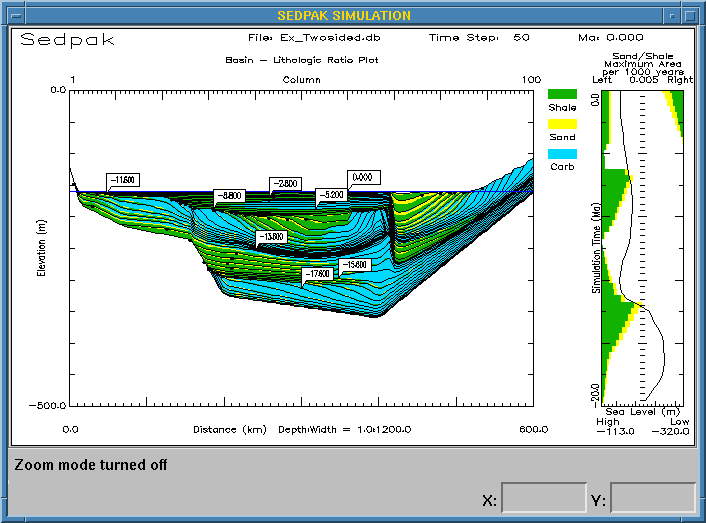 SEDPAK SIMULATION
Sedpak File: Ex_Twosided.db Time Step: 50 Ma: 0.000
Basin - Lithologic Ratio Plot
Sand/Shale
Maximum Area
per 1000 years
1 Column 100
Left 0.005 Right
0.0
Shale
Sand
Carb
0.0
-11.600
-8.800
-2.800
-5.200
0.000
-13.800
-17.600
-15.600
Elevation (m)
Simulation Time (Ma)
-500.0
-20.0
0.0 Distance (km) Depth:Width = 1.0:1200.0 600.0
Sea Level (m)
High Low
-113.0 -320.0
Zoom mode turned off
X: Y: